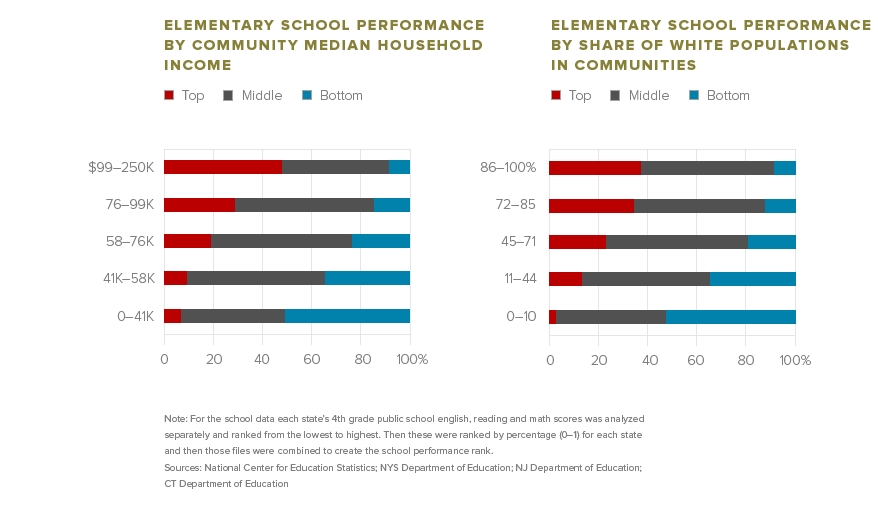 ELEMENTARY SCHOOL PERFORMANCE
BY COMMUNITY MEDIAN HOUSEHOLD
INCOME
Top Middle Bottom
$99–250K
76–99K
58–76K
41K–58K
0–41K
0 20 40 60 80 100%
ELEMENTARY SCHOOL PERFORMANCE
BY SHARE OF WHITE POPULATIONS
IN COMMUNITIES
Top Middle Bottom
86–100%
72–85
45–71
11–44
0–10
0 20 40 60 80 100%
Note: For the school data each state's 4th grade public school english, reading and math scores was analyzed
separately and ranked from the lowest to highest. Then these were ranked by percentage (0–1) for each state
and then those files were combined to create the school performance rank.
Sources: National Center for Education Statistics; NYS Department of Education; NJ Department of Education;
CT Department of Education